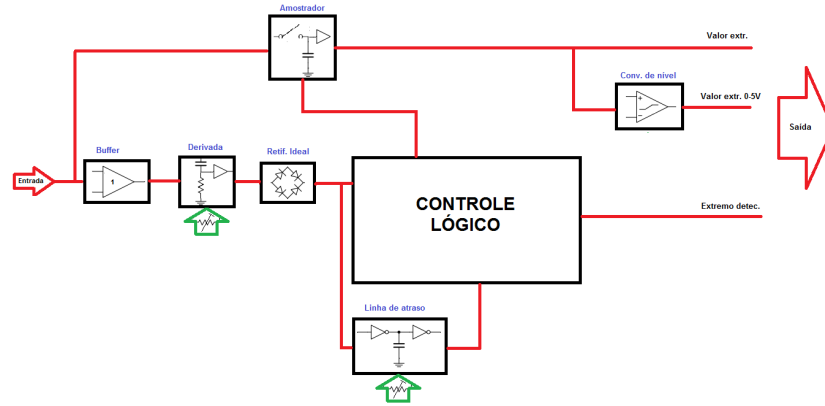 Amostrador
Valor extr.
Conv. de nivel
Valor extr. 0-5V
Saída
Buffer
Derivada
Retif. Ideal
1
Entrada
CONTROLE
LÓGICO
Extremo detec.
Linha de atraso